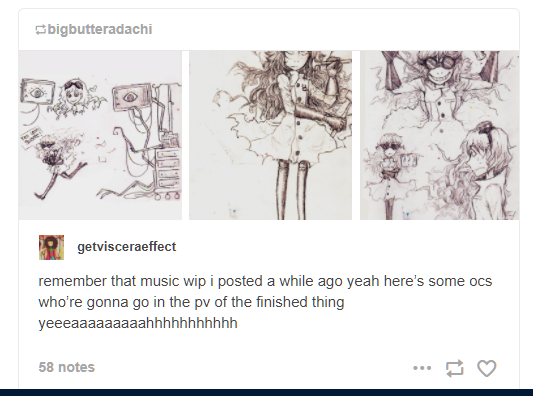 bigbutteradachi
getvisceraeffect
remember that music wip i posted a while ago yeah here's some ocs
who're gonna go in the pv of the finished thing
yeeeaaaaaaaaahhhhhhhhhhh
58 notes